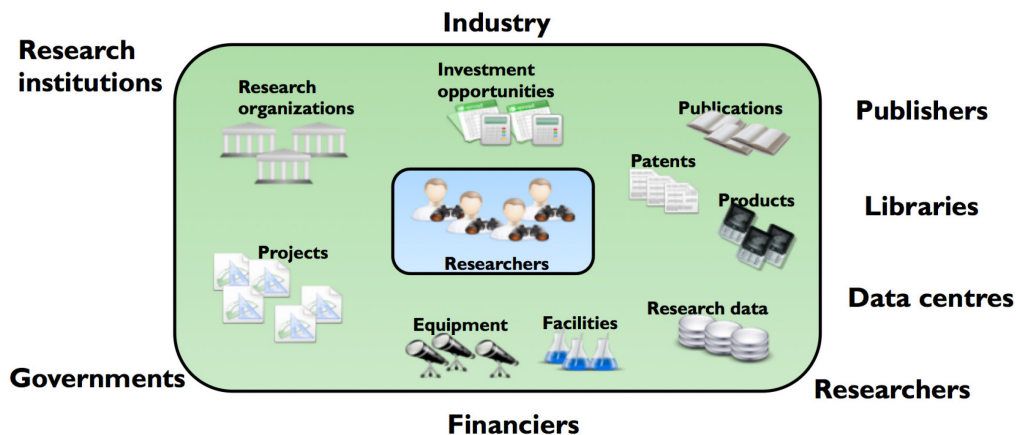 Industry
Research
institutions
Investment
opportunities
Research
organizations
Publications
Publishers
Patents
Products
Libraries
Researchers
Projects
Data centres
Equipment
Facilities
Research data
Governments
Researchers
Financiers